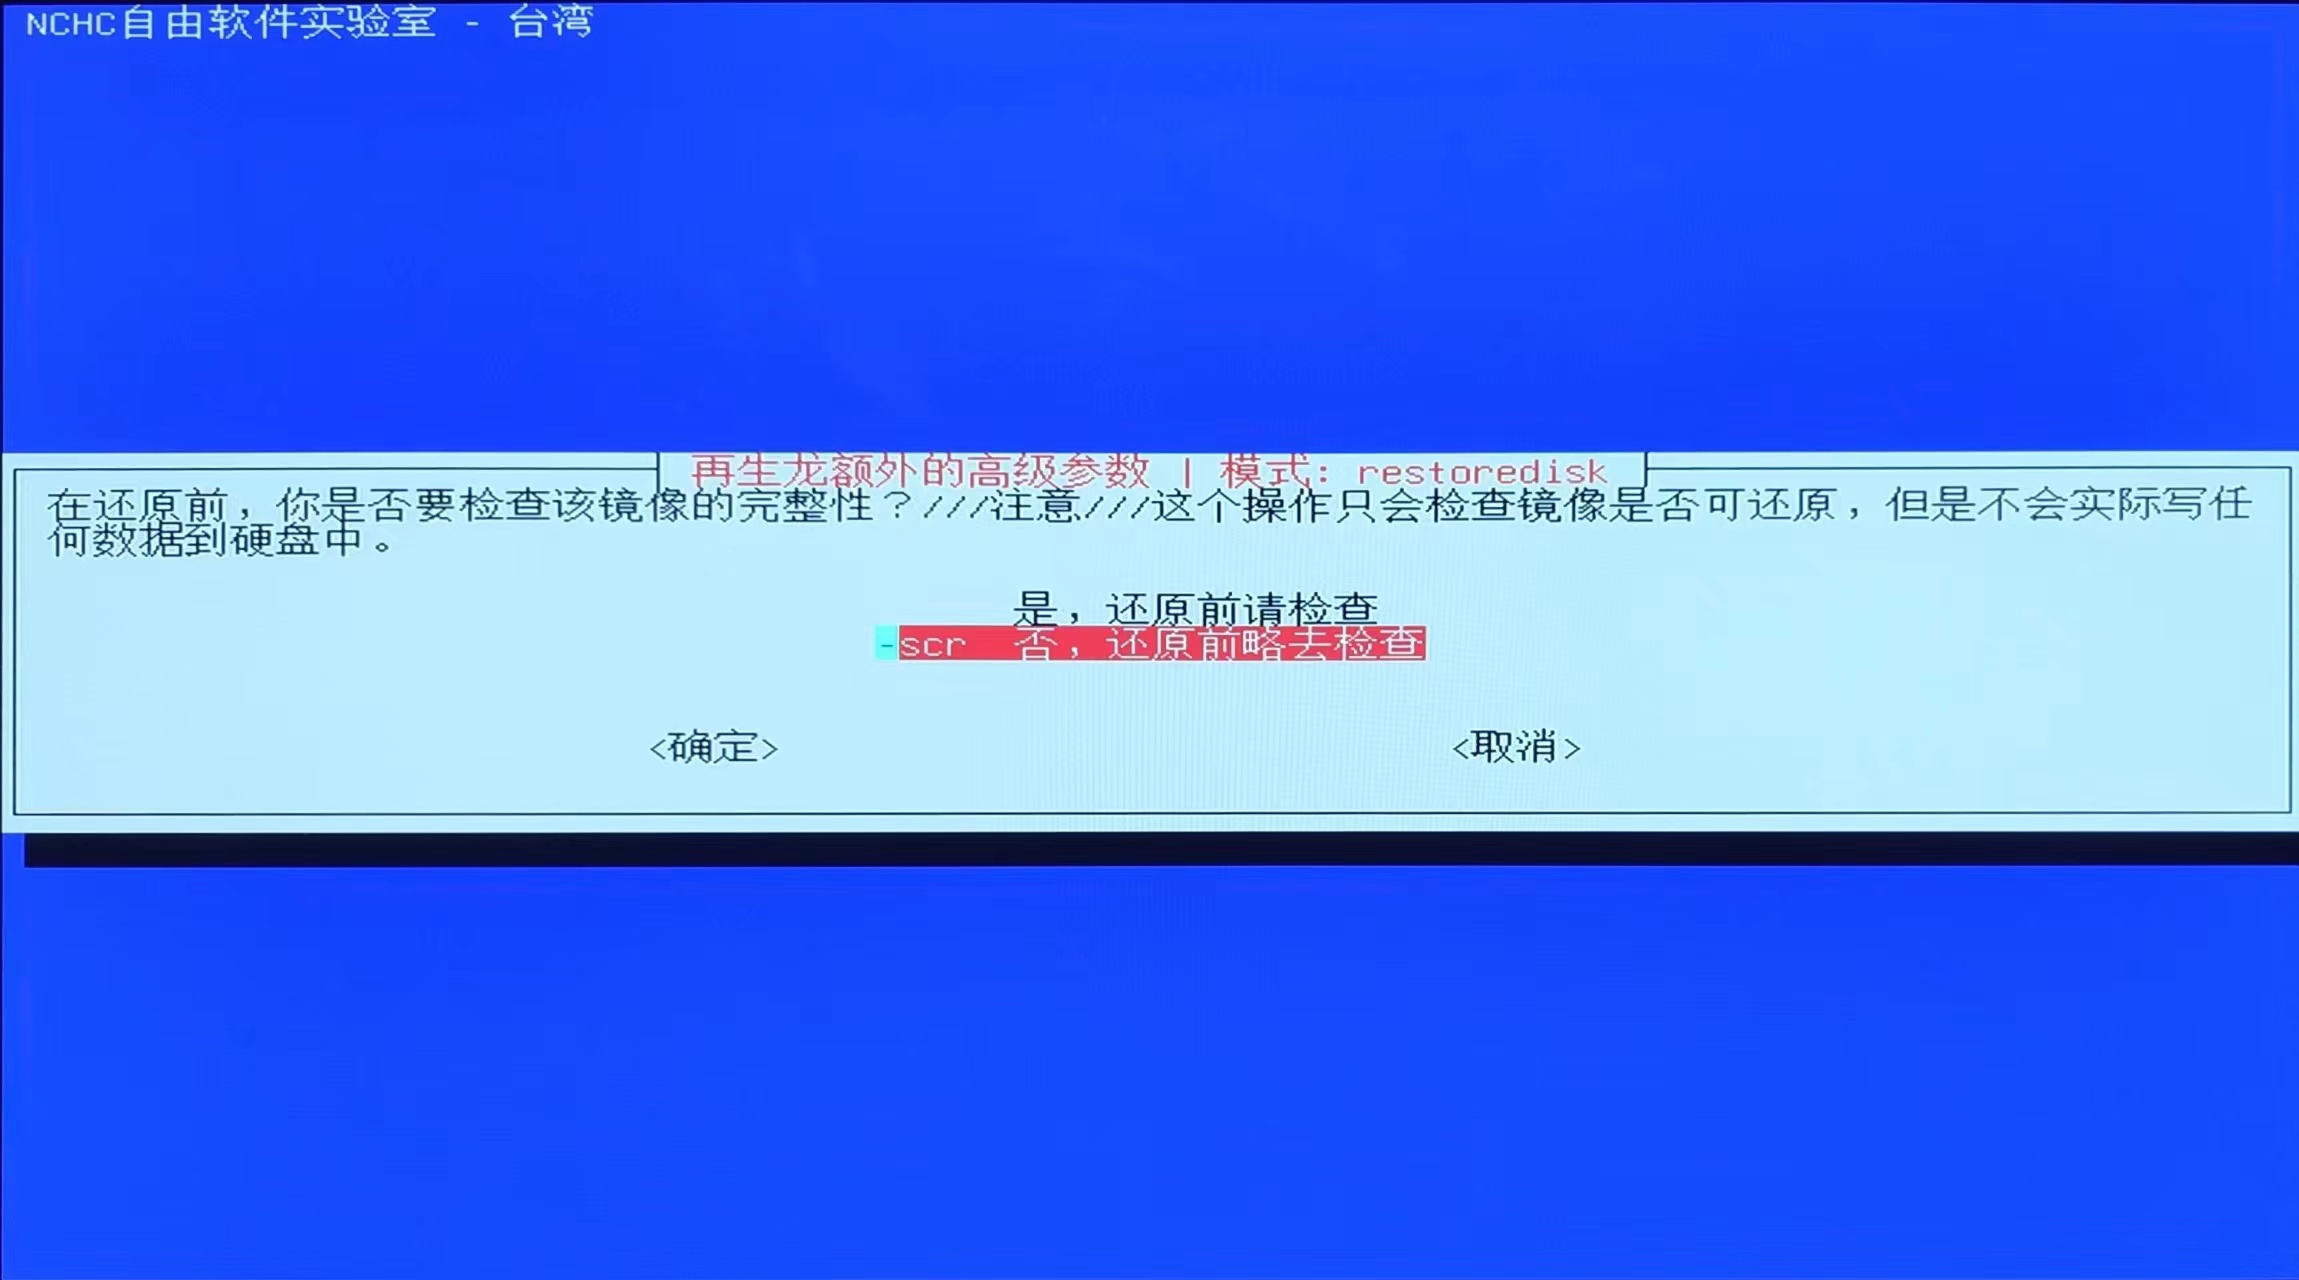 NCHC自由软件实验室 - 台湾
再生龙额外的高级参数 | 模式: restoredisk
在还原前，你是否要检查该镜像的完整性？///注意///这个操作只会检查镜像是否可还原，但是不会实际写任
何数据到硬盘中。
是，还原前请检查
-scr 否，还原前略去检查
<确定> <取消>